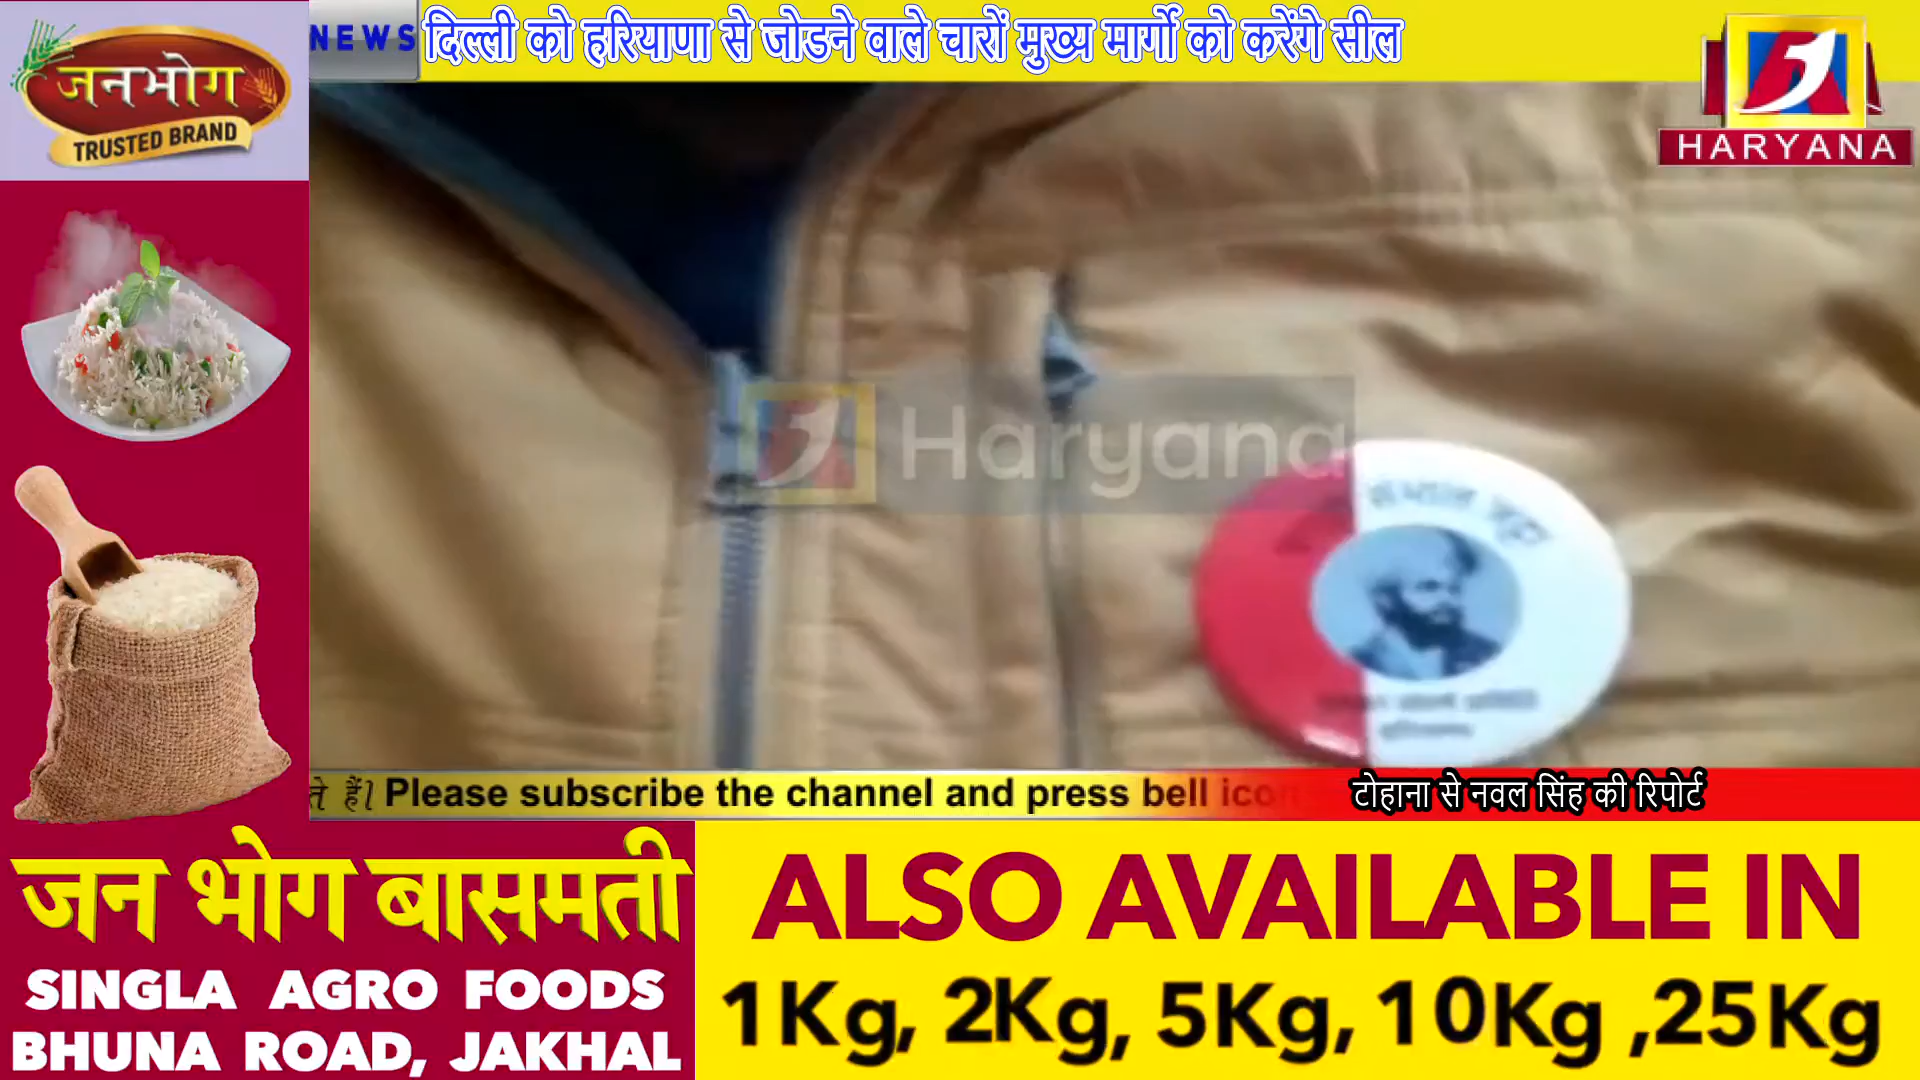 जनभोग
TRUSTED BRAND
NEWS
दिल्ली को हरियाणा से जोडने वाले चारों मुख्य मार्गो को करेंगे सील
HARYANA
Haryana
ते हैं। Please subscribe the channel and press bell icon
टोहाना से नवल सिंह की रिपोर्ट
जन भोग बासमती
SINGLA AGRO FOODS
BHUNA ROAD, JAKHAL
ALSO AVAILABLE IN
1Kg, 2Kg, 5Kg, 10Kg ,25Kg